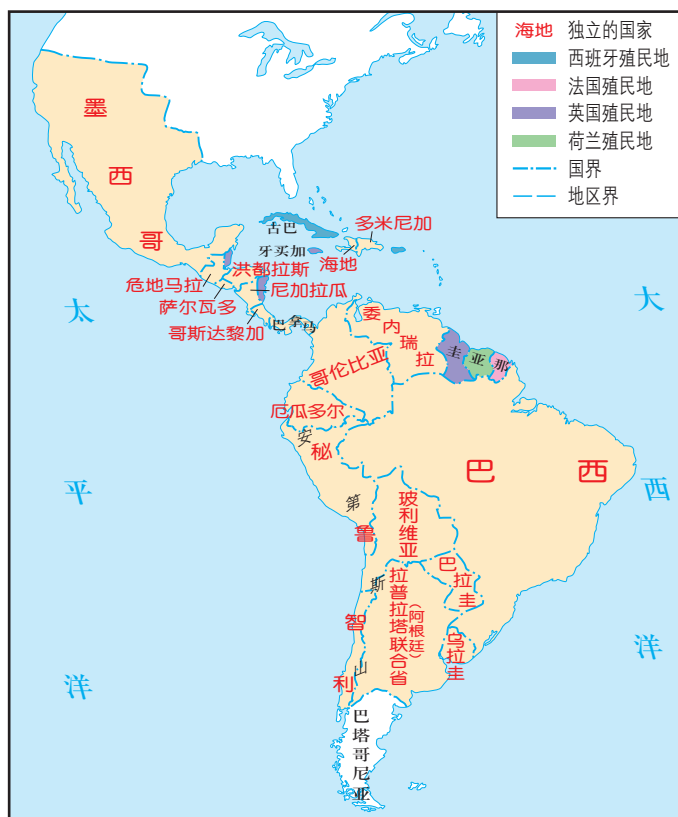 海地 独立的国家
西班牙殖民地
法国殖民地
英国殖民地
荷兰殖民地
国界
地区界
墨西哥
古巴
多米尼加
牙买加
海地
洪都拉斯
危地马拉
尼加拉瓜
萨尔瓦多
哥斯达黎加
巴拿马
太平洋
大西洋
委内瑞拉
圭亚那
哥伦比亚
厄瓜多尔
安第斯山
秘鲁
巴西
玻利维亚
巴拉圭
拉普拉塔联合省
（阿根廷）
乌拉圭
智利
巴塔哥尼亚